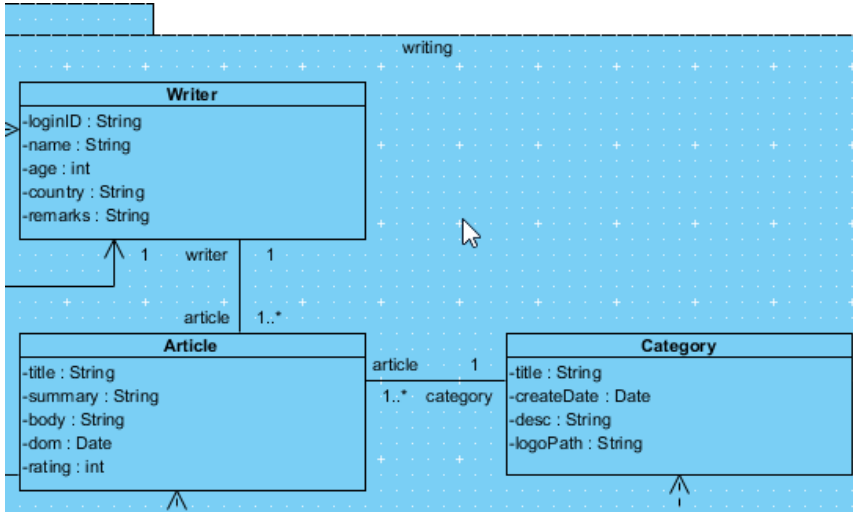 writing
Writer
-loginID : String
-name : String
-age : int
-country : String
-remarks : String
1 writer 1
article 1..*
Article
-title : String
-summary : String
-body : String
-dom : Date
-rating : int
article 1
1..* category
Category
-title : String
-createDate : Date
-desc : String
-logoPath : String